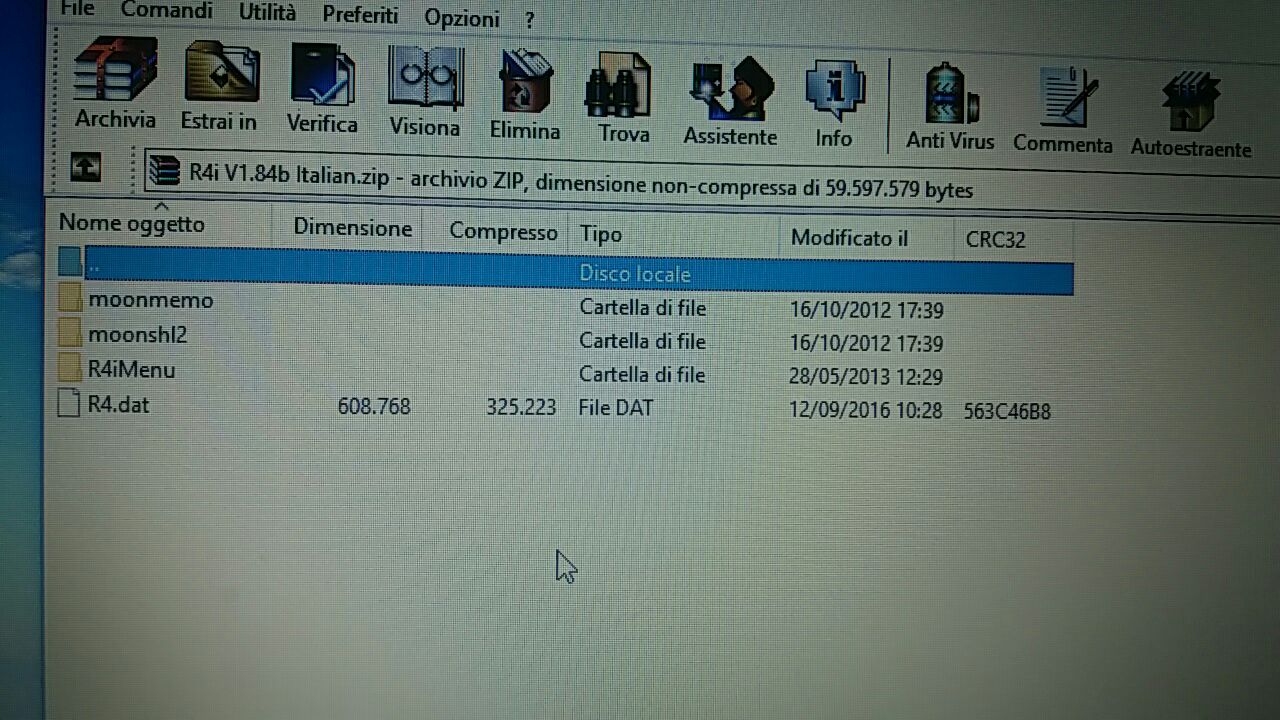 File Comandi Utilità Preferiti Opzioni ?
Archivia Estrai in Verifica Visiona Elimina Trova Assistente Info Anti Virus Commenta Autoestraente
R4i V1.84b Italian.zip - archivio ZIP, dimensione non-compressa di 59.597.579 bytes
Nome oggetto Dimensione Compresso Tipo Modificato il CRC32
.. Disco locale
moonmemo Cartella di file 16/10/2012 17:39
moonshl2 Cartella di file 16/10/2012 17:39
R4iMenu Cartella di file 28/05/2013 12:29
R4.dat 608.768 325.223 File DAT 12/09/2016 10:28 563C46B8